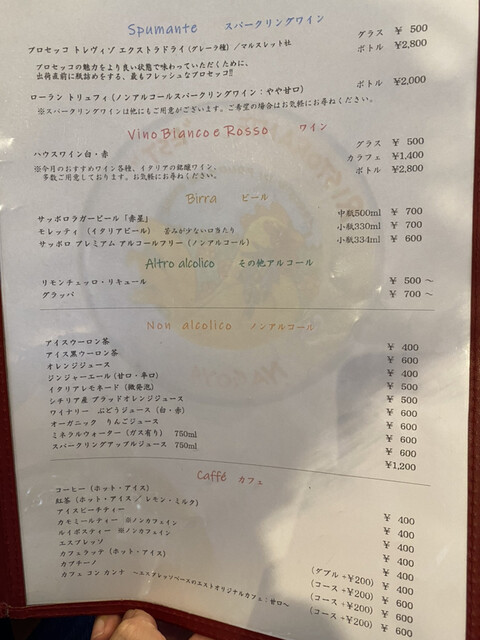 Spumante スパークリングワイン
グラス ￥ 500
プロセッコ トレヴィゾ エクストラドライ(グレーラ種) ／マルスレット社 ボトル ￥2,800
プロセッコの魅力をより良い状態で味わっていただくために、
出荷直前に瓶詰めをする、最もフレッシュなプロセッコ!!
ローラン トリュフィ(ノンアルコールスパークリングワイン：やや甘口) ボトル ￥2,000
※スパークリングワインは他にもご用意がございます。ご希望の場合はお気軽にお尋ねください。
Vino Bianco e Rosso ワイン
ハウスワイン白・赤 グラス ￥ 500
※今月のおすすめワイン各種、イタリアの銘醸ワイン、 カラフェ ￥1,400
多数ご用意しております。お気軽にお尋ねください。 ボトル ￥2,800
Birra ビール
サッポロラガービール「赤星」 中瓶500ml ￥ 700
モレッティ (イタリアビール) 苦みが少ない口当たり 小瓶330ml ￥ 700
サッポロ プレミアム アルコールフリー(ノンアルコール) 小瓶334ml ￥ 600
Altro alcolico その他アルコール
リモンチェッロ・リキュール ￥ 500 ～
グラッパ ￥ 700 ～
Non alcolico ノンアルコール
アイスウーロン茶 ￥ 400
アイス黒ウーロン茶 ￥ 600
オレンジジュース ￥ 400
ジンジャーエール(甘口・辛口) ￥ 500
イタリアレモネード (微発泡) ￥ 500
シチリア産 ブラッドオレンジジュース ￥ 600
ワイナリー ぶどうジュース (白・赤) ￥ 600
オーガニック りんごジュース ￥ 600
ミネラルウォーター (ガス有り) 750ml ￥ 600
スパークリングアップルジュース 750ml ￥1,200
Caffé カフェ
コーヒー (ホット・アイス) ￥ 400
紅茶 (ホット・アイス ／ レモン・ミルク) ￥ 400
アイスピーチティー ￥ 400
カモミールティー ※ノンカフェイン ￥ 400
ルイボスティー ※ノンカフェイン ￥ 400
エスプレッソ (ダブル +￥200) ￥ 400
カフェラッテ (ホット・アイス) (コース +￥200) ￥ 600
カプチーノ (コース +￥200) ￥ 600
カフェ コン カンナ ～エスプレッソベースのエストオリジナルカフェ｜甘口～ (コース +￥200) ￥ 600